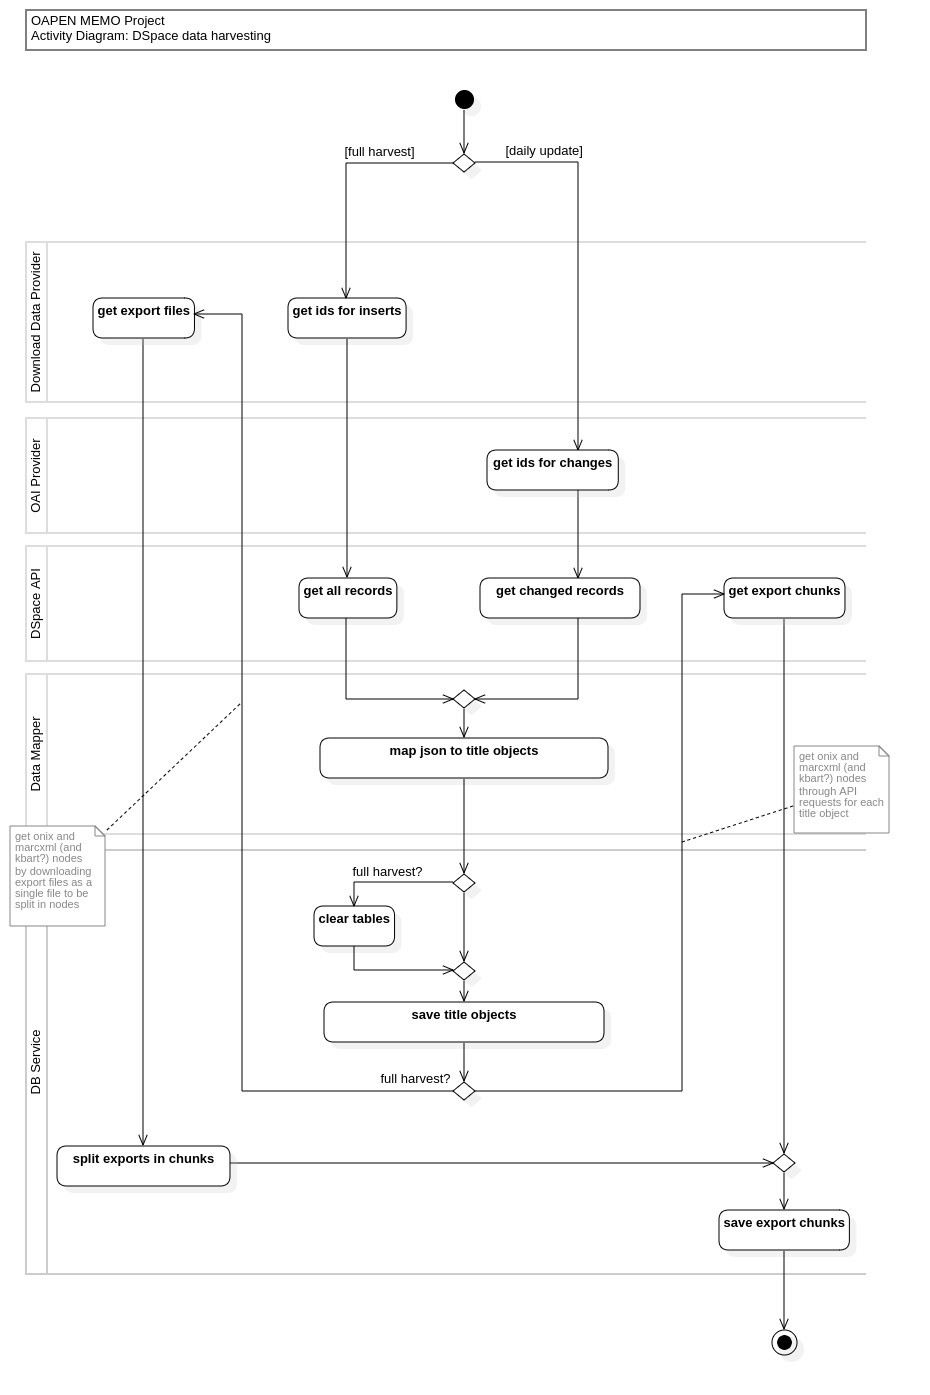 OAPEN MEMO Project
Activity Diagram: DSpace data harvesting
[full harvest]
[daily update]
Download Data Provider
get export files
get ids for inserts
OAI Provider
get ids for changes
DSpace API
get all records
get changed records
get export chunks
Data Mapper
map json to title objects
get onix and
marcxml (and
kbart?) nodes
through API
requests for each
title object
get onix and
marcxml (and
kbart?) nodes
by downloading
export files as a
single file to be
split in nodes
DB Service
full harvest?
clear tables
save title objects
full harvest?
split exports in chunks
save export chunks